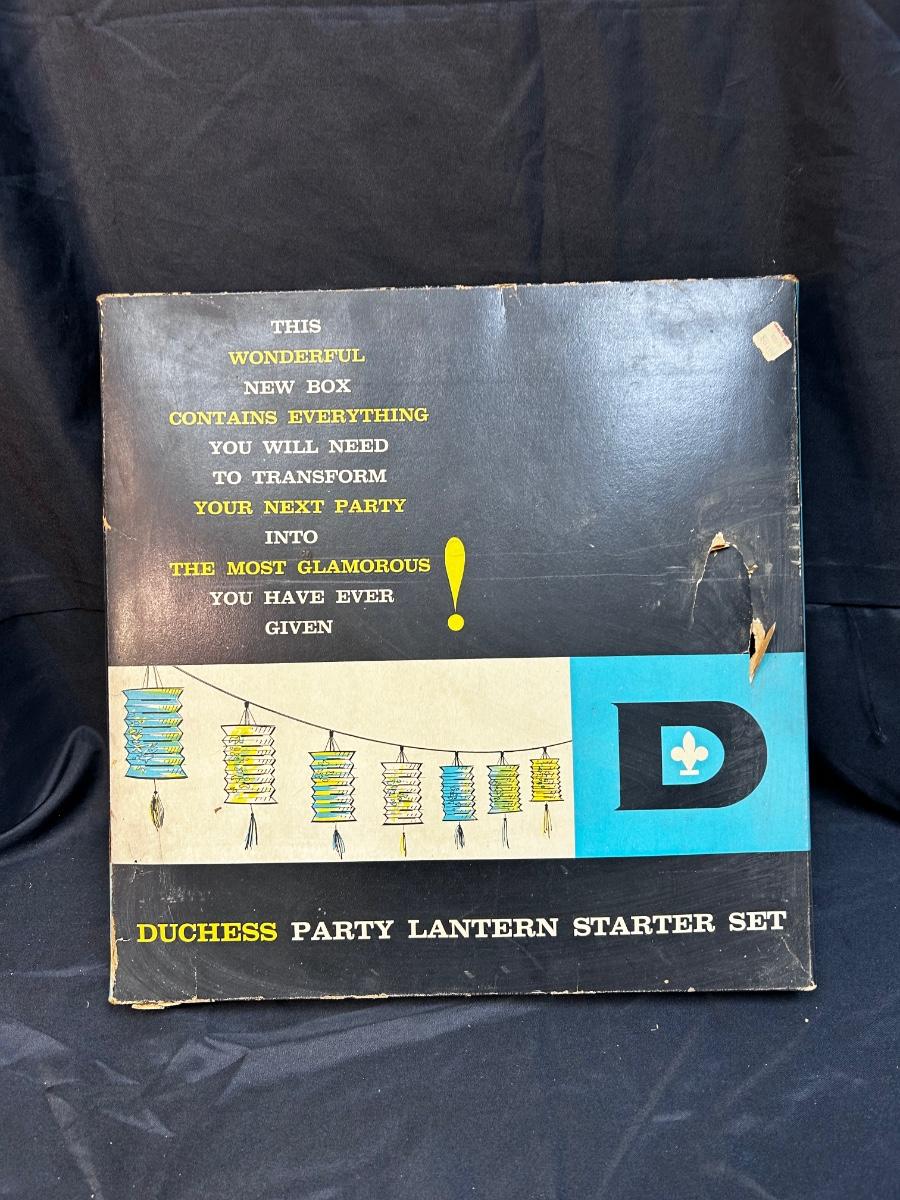 THIS
WONDERFUL
NEW BOX
CONTAINS EVERYTHING
YOU WILL NEED
TO TRANSFORM
YOUR NEXT PARTY
INTO
THE MOST GLAMOROUS
YOU HAVE EVER
GIVEN !
D
DUCHESS PARTY LANTERN STARTER SET